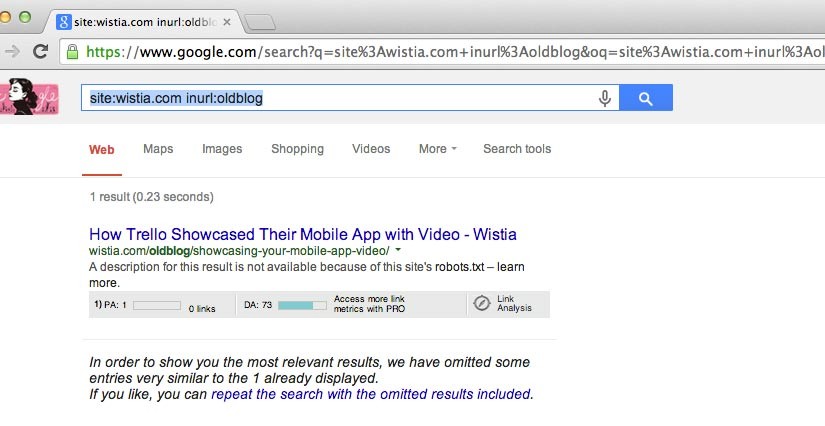 site:wistia.com inurl:oldblo
https://www.google.com/search?q=site%3Awistia.com+inurl%3Aoldblog&oq=site%3Awistia.com+inurl%3Aol
site:wistia.com inurl:oldblog
Web Maps Images Shopping Videos More Search tools
1 result (0.23 seconds)
How Trello Showcased Their Mobile App with Video - Wistia
wistia.com/oldblog/showcasing-your-mobile-app-video/
A description for this result is not available because of this site's robots.txt – learn
more.
1) PA: 1 0 links DA: 73 Access more link
metrics with PRO
Link
Analysis
In order to show you the most relevant results, we have omitted some
entries very similar to the 1 already displayed.
If you like, you can repeat the search with the omitted results included.